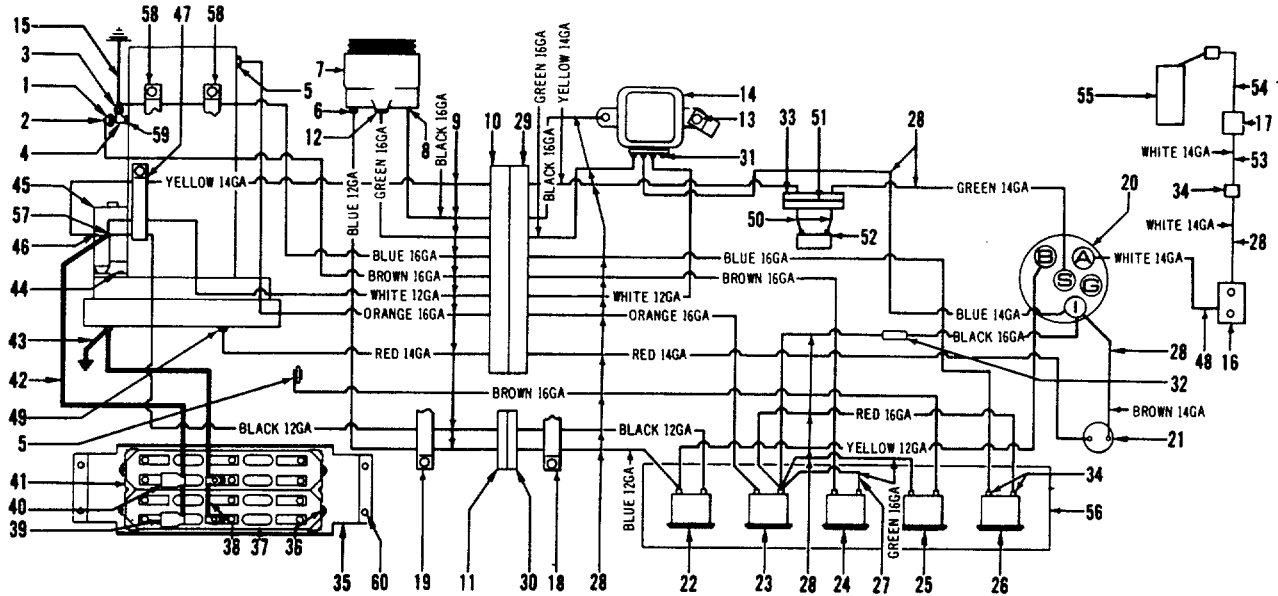 15
3
1
2
4
58
47
58
5
59
7
6
12
8
9
10
29
BLACK 16GA
GREEN 16GA
YELLOW 14GA
14
13
31
33
51
28
55
54
17
WHITE 14GA
53
34
WHITE 14GA
28
45
57
46
44
YELLOW 14GA
BLUE 12GA
GREEN 16GA
BLACK 16GA
GREEN 14GA
50
52
20
B
A
S
G
I
WHITE 14GA
BLUE 16GA
BLUE 16GA
BROWN 16GA
BROWN 16GA
WHITE 12GA
WHITE 12GA
ORANGE 16GA
ORANGE 16GA
BLUE 14GA
BLACK 16GA
48
16
43
42
RED 14GA
RED 14GA
28
32
49
5
BROWN 16GA
RED 16GA
BROWN 14GA
21
BLACK 12GA
BLACK 12GA
YELLOW 12GA
34
41
40
39
BLUE 12GA
GREEN 16GA
56
38
37
36
35
60
19
11
30
18
28
22
23
28
24
27
25
26